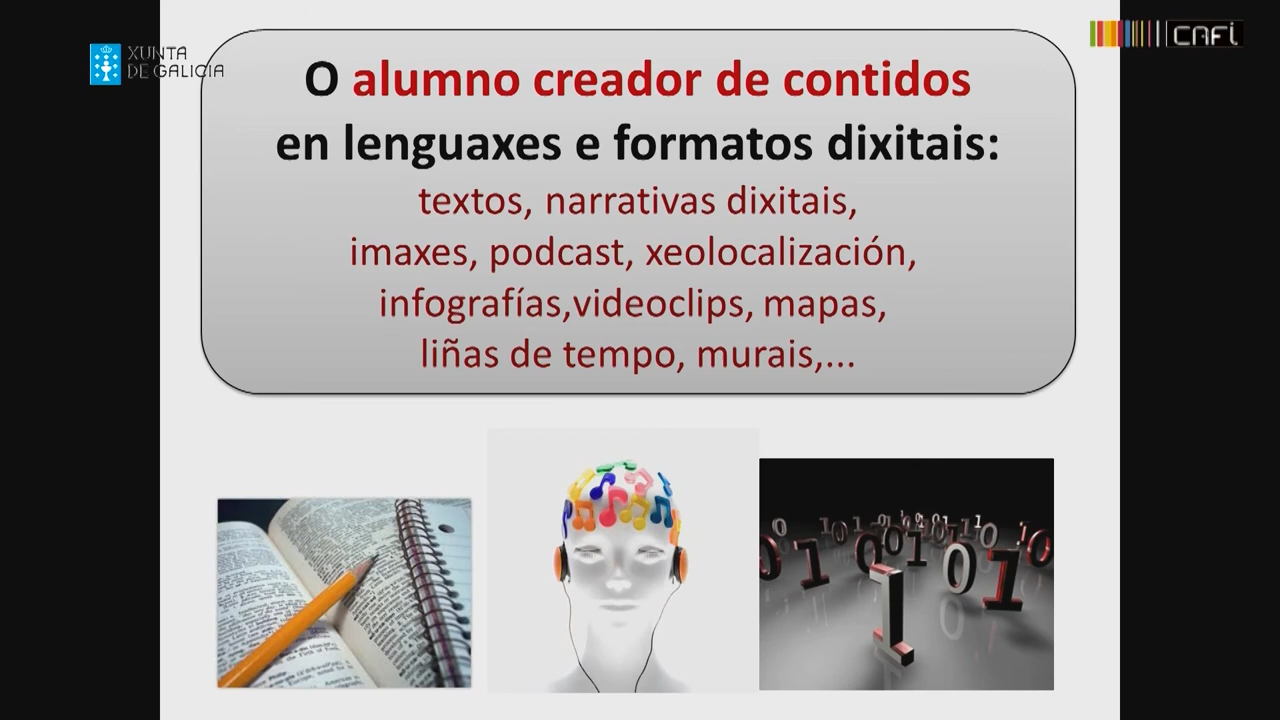 XUNTA
DE GALICIA
CAFi
O alumno creador de contidos
en lenguaxes e formatos dixitais:
textos, narrativas dixitais,
imaxes, podcast, xeolocalización,
infografías,videoclips, mapas,
liñas de tempo, murais,...